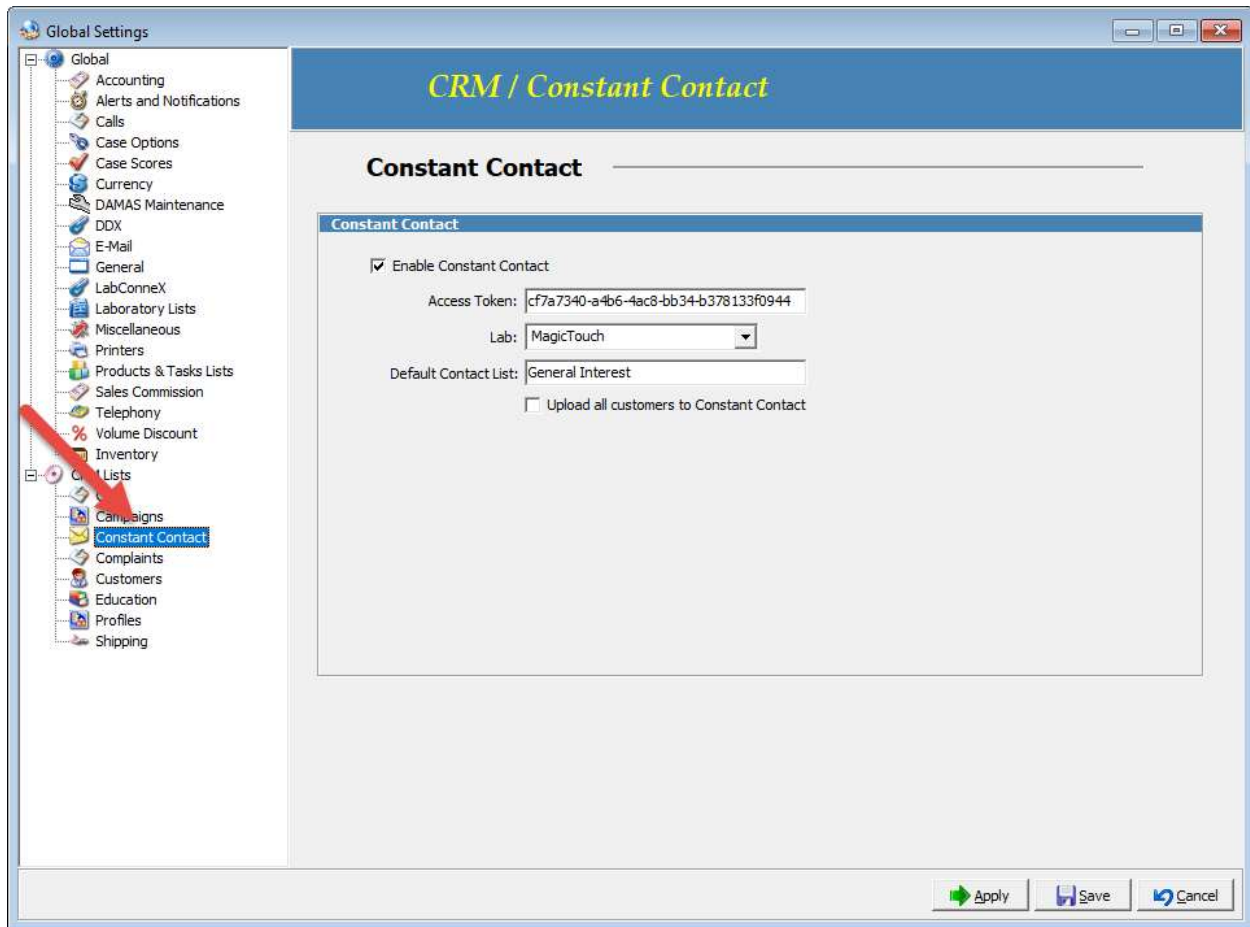 Global Settings
Global
Accounting
Alerts and Notifications
Calls
Case Options
Case Scores
Currency
DAMAS Maintenance
DDX
E-Mail
General
LabConneX
Laboratory Lists
Miscellaneous
Printers
Products & Tasks Lists
Sales Commission
Telephony
Volume Discount
Inventory
Lists
Campaigns
Constant Contact
Complaints
Customers
Education
Profiles
Shipping
CRM / Constant Contact
Constant Contact
Constant Contact
Enable Constant Contact
Access Token: cf7a7340-a4b6-4ac8-bb34-b378133f0944
Lab: MagicTouch
Default Contact List: General Interest
Upload all customers to Constant Contact
Apply Save Cancel